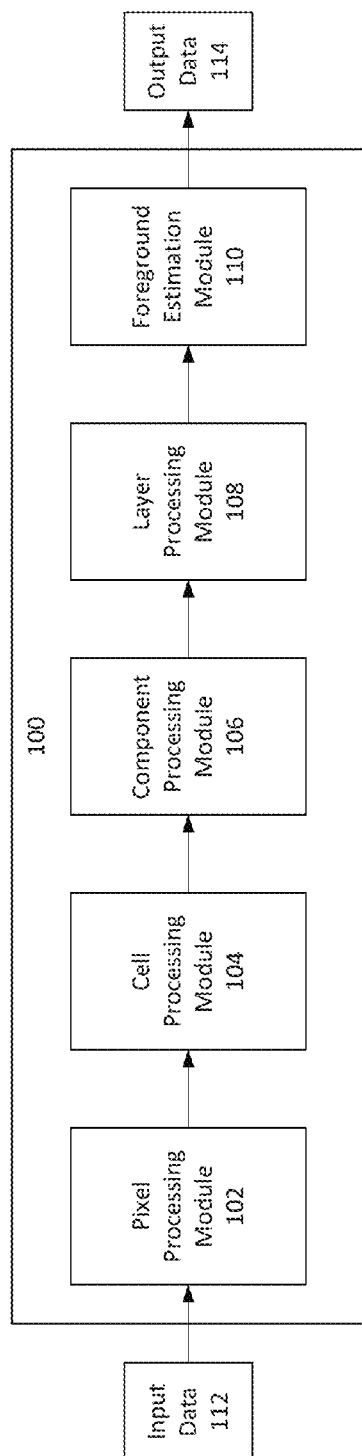 100
Input
Data
112
Pixel
Processing
Module
102
Cell
Processing
Module
104
Component
Processing
Module
106
Layer
Processing
Module
108
Foreground
Estimation
Module
110
Output
Data
114